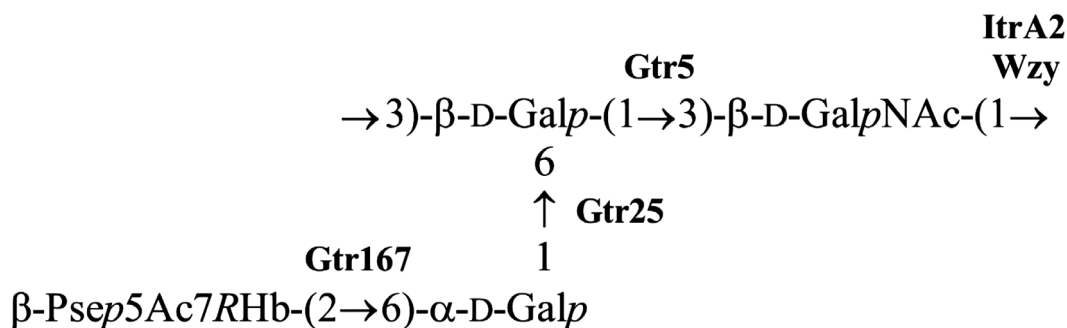 ItrA2
Gtr5 Wzy
→3)-β-D-Galp-(1→3)-β-D-GalpNAc-(1→
6
↑ Gtr25
Gtr167 1
β-Psep5Ac7RHb-(2→6)-α-D-Galp